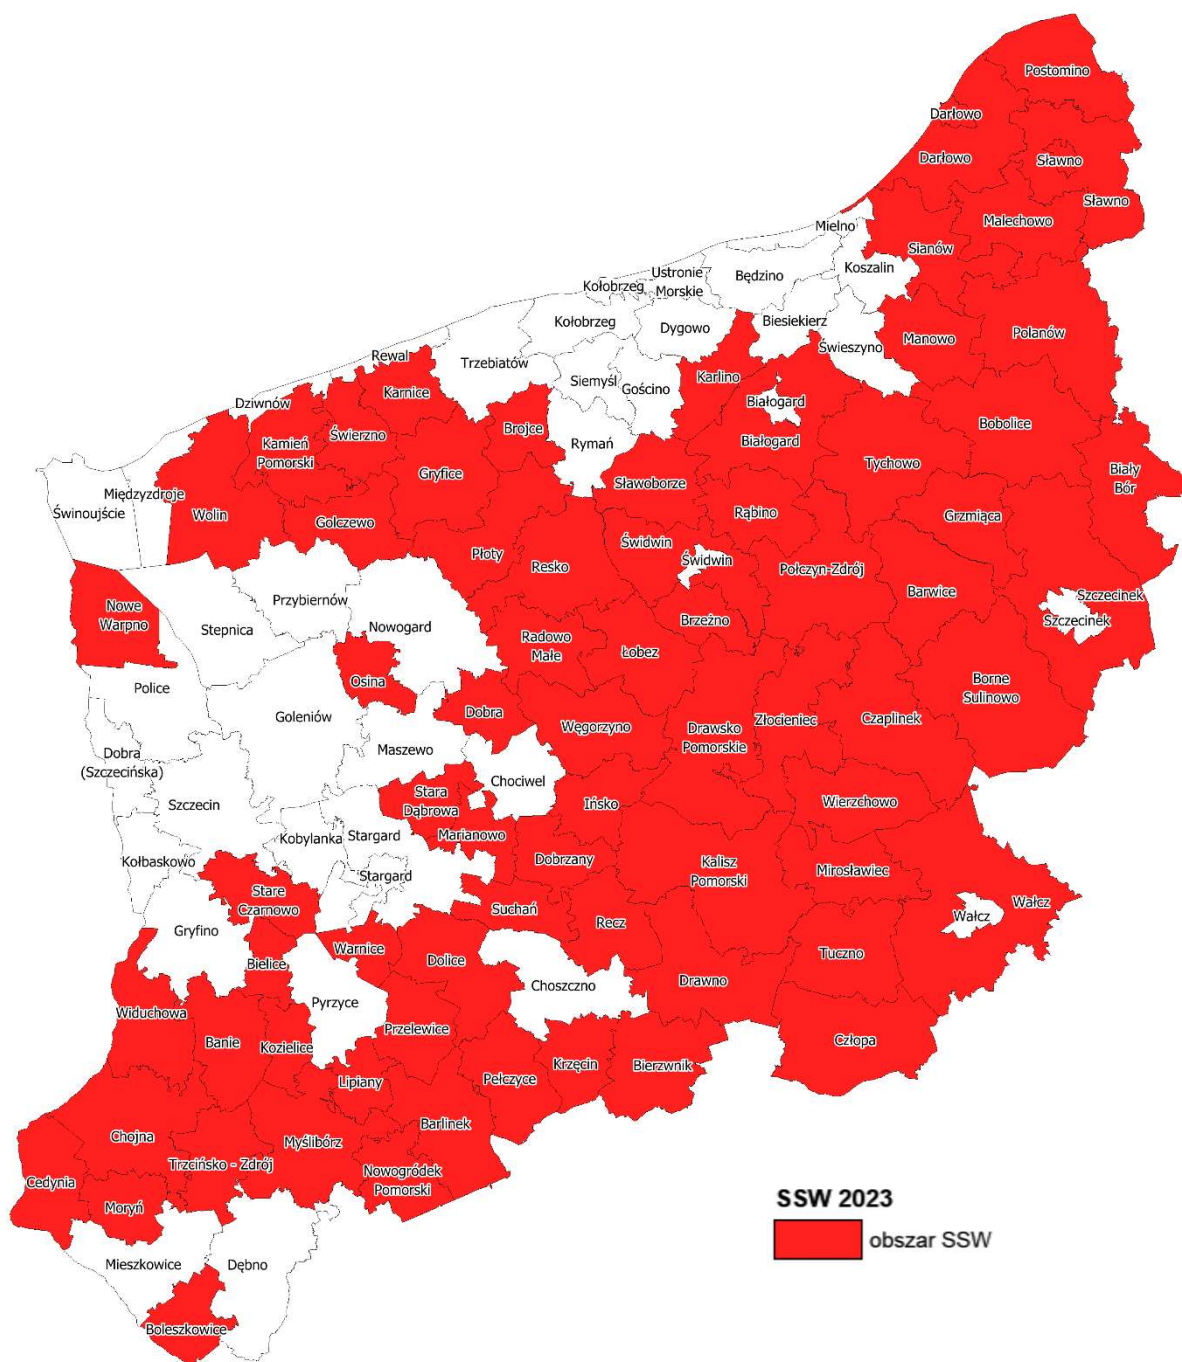 Postomino
Darłowo
Darłowo
Sławno
Sławno
Malechowo
Mielno
Sianów
Koszalin
Ustronie
Morskie
Będzino
Kołobrzeg
Kołobrzeg
Dygowo
Biesiekierz
Świeszyno
Manowo
Polanów
Rewal
Trzebiatów
Siemyśl
Gościno
Karlino
Karnice
Dziwnów
Białogard
Białogard
Bobolice
Kamień
Pomorski
Świerzno
Brojce
Rymań
Tychowo
Biały
Bór
Gryfice
Sławoborze
Międzyzdroje
Świnoujście
Wolin
Golczewo
Rąbino
Grzmiąca
Świdwin
Świdwin
Płoty
Resko
Połczyn-Zdrój
Barwice
Szczecinek
Szczecinek
Nowe
Warpno
Przybiernów
Stepnica
Nowogard
Radowo
Małe
Łobez
Brzeżno
Osina
Police
Borne
Sulinowo
Goleniów
Dobra
Węgorzyno
Drawsko
Pomorskie
Złocieniec
Czaplinek
Maszewo
Dobra
(Szczecińska)
Chociwel
Szczecin
Stara
Dąbrowa
Ińsko
Wierzchowo
Kobylanka
Stargard
Marianowo
Kołbaskowo
Dobrzany
Kalisz
Pomorski
Mirosławiec
Stargard
Stare
Czarnowo
Suchań
Recz
Wałcz
Wałcz
Gryfino
Warnice
Dolice
Bielice
Tuczno
Choszczno
Drawno
Pyrzyce
Widuchowa
Banie
Kozielice
Przelewice
Człopa
Krzęcin
Bierzwnik
Lipiany
Pełczyce
Barlinek
Chojna
Myślibórz
Trzcińsko - Zdrój
Nowogródek
Pomorski
Cedynia
Moryń
SSW 2023
obszar SSW
Mieszkowice
Dębno
Boleszkowice